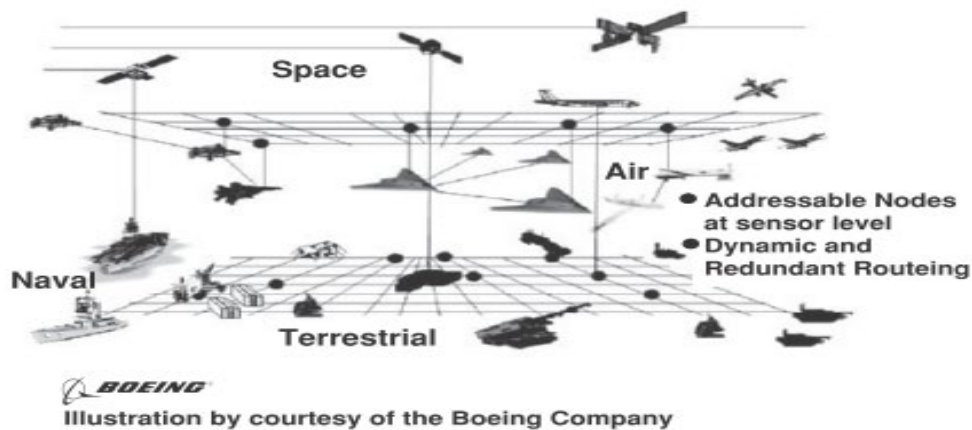 Space
Air
● Addressable Nodes
at sensor level
● Dynamic and
Redundant Routeing
Naval
Terrestrial
BOEING
Illustration by courtesy of the Boeing Company